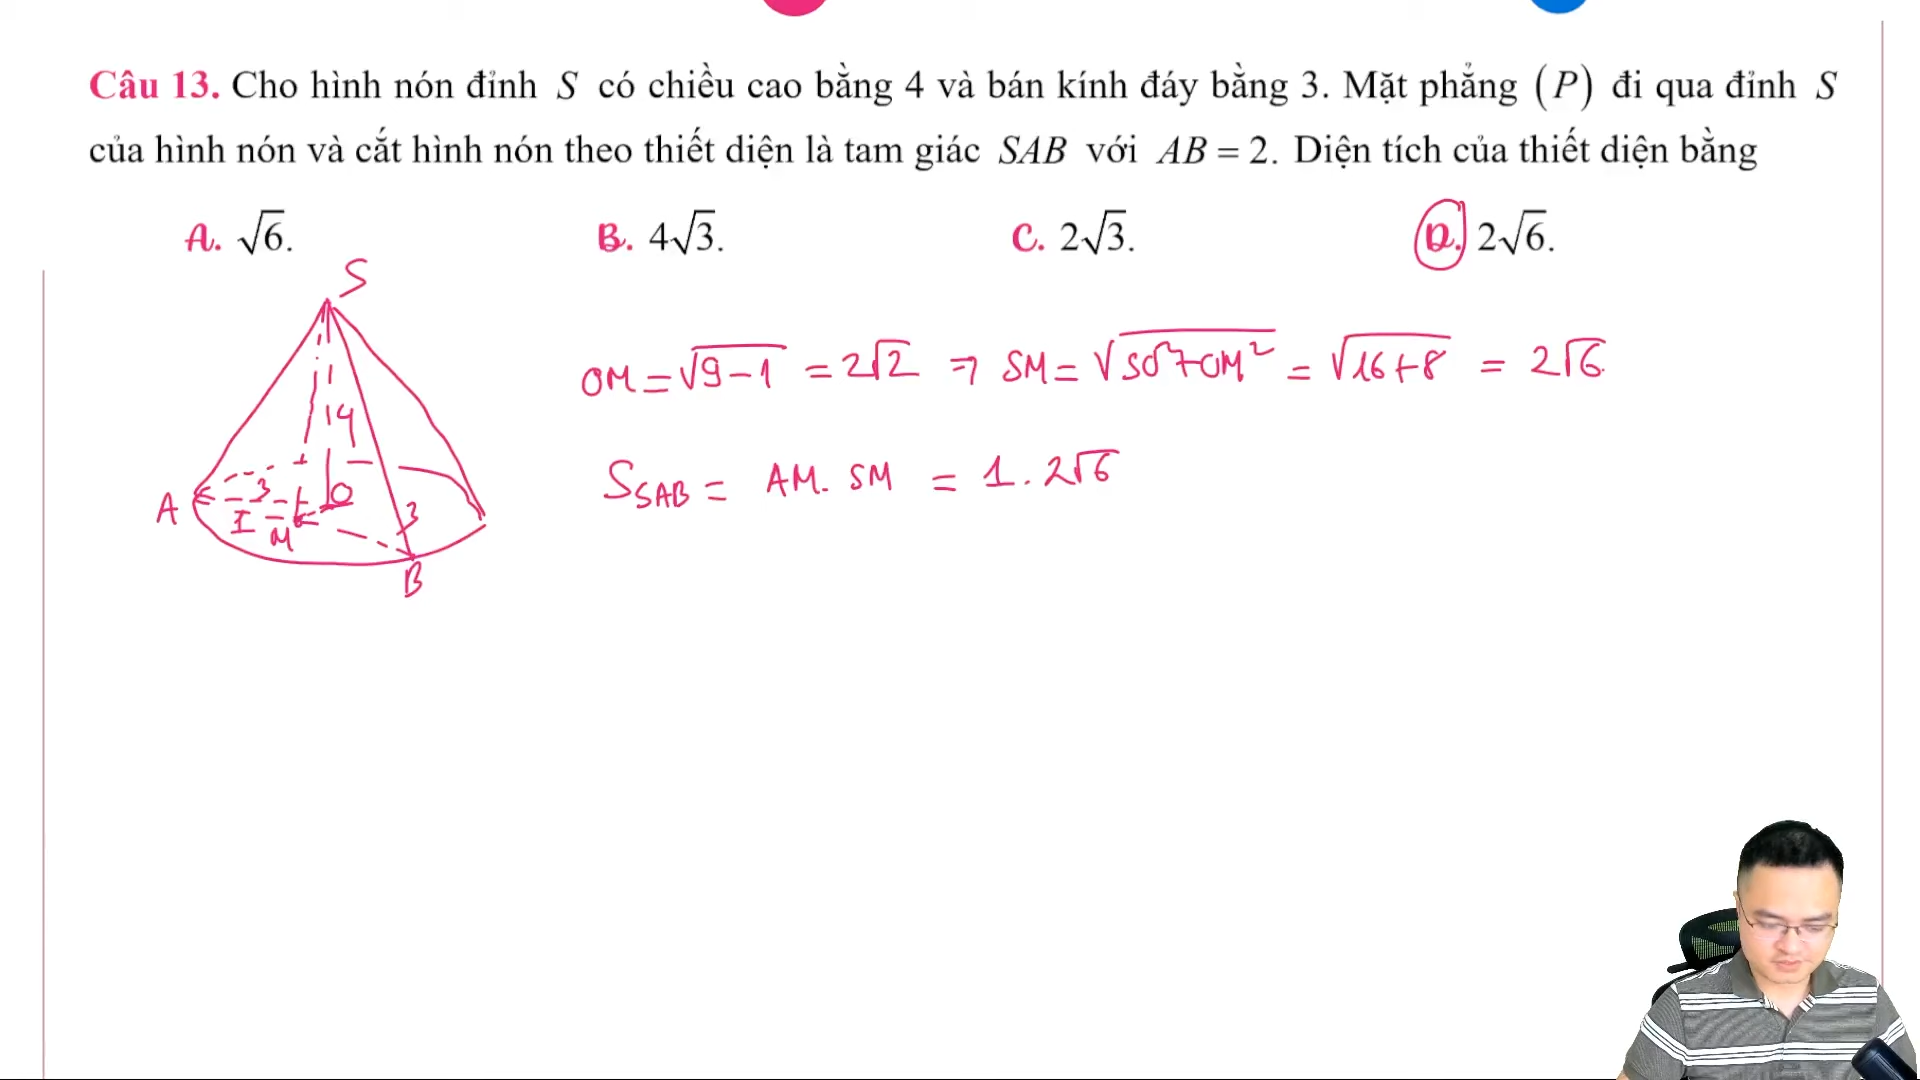 Câu 13. Cho hình nón đỉnh S có chiều cao bằng 4 và bán kính đáy bằng 3. Mặt phẳng (P) đi qua đỉnh S
của hình nón và cắt hình nón theo thiết diện là tam giác SAB với AB = 2. Diện tích của thiết diện bằng
A. √6. B. 4√3. C. 2√3. D. 2√6.
S
OM = √9-1 = 2√2 => SM = √SO²+OM² = √16+8 = 2√6.
4
S_SAB = AM. SM = 1. 2√6
A 3 O 3
I M
B